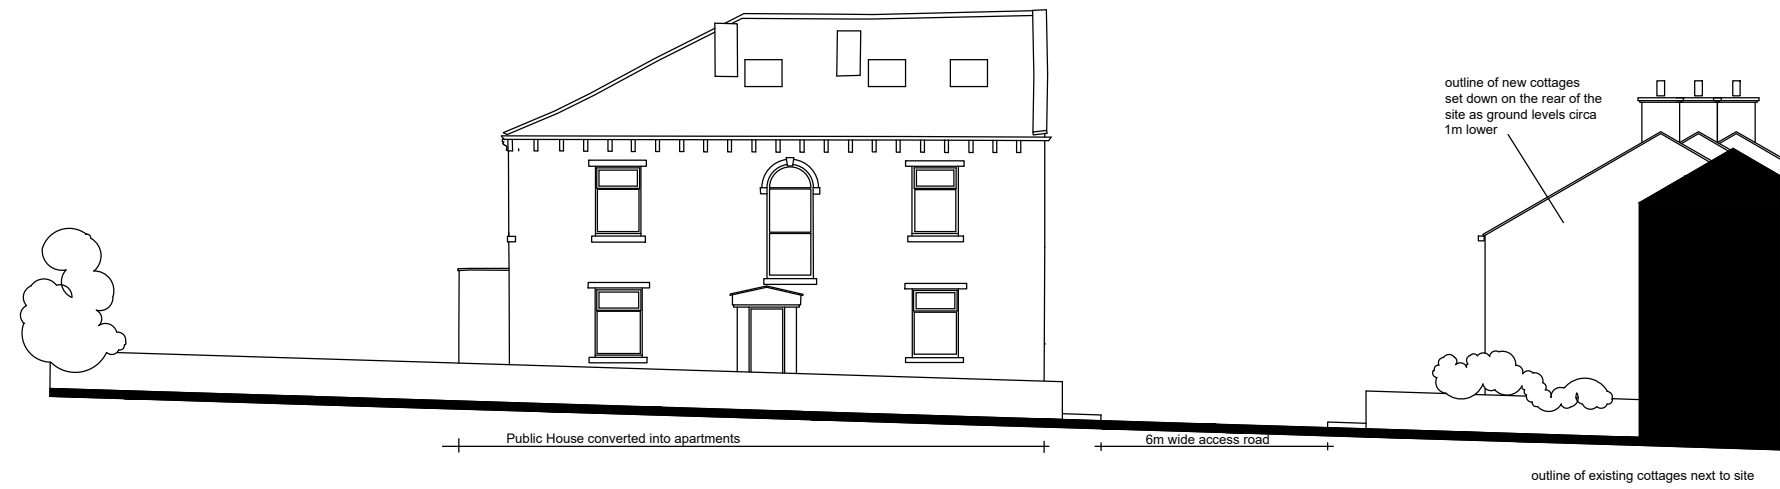 outline of new cottages
set down on the rear of the
site as ground levels circa
1m lower
Public House converted into apartments
6m wide access road
outline of existing cottages next to site